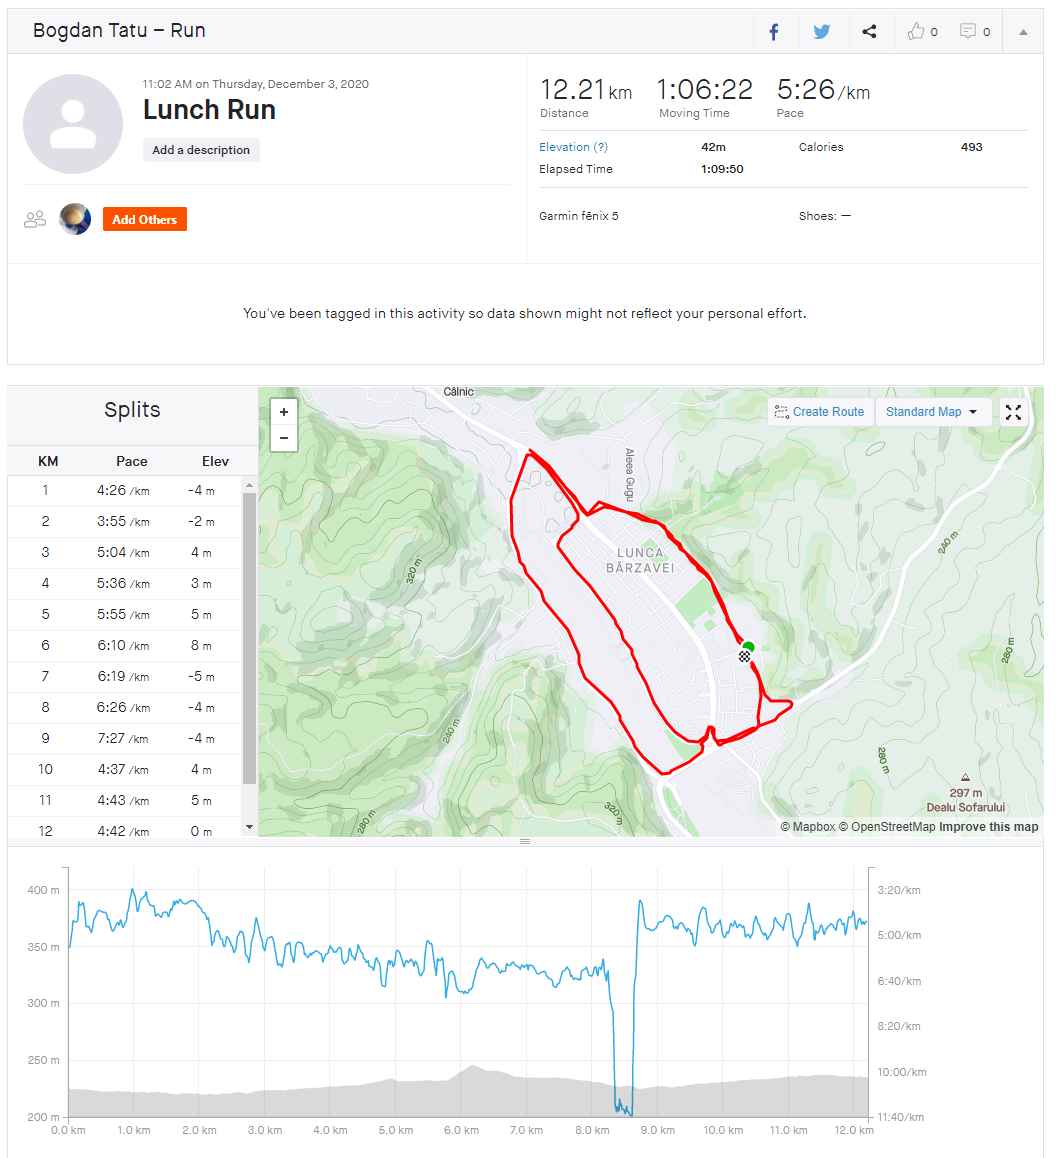 Bogdan Tatu – Run
0
0
11:02 AM on Thursday, December 3, 2020
Lunch Run
Add a description
Add Others
12.21 km 1:06:22 5:26 /km
Distance Moving Time Pace
Elevation (?) 42m Calories 493
Elapsed Time 1:09:50
Garmin fēnix 5 Shoes: —
You've been tagged in this activity so data shown might not reflect your personal effort.
Splits
KM Pace Elev
1 4:26 /km -4 m
2 3:55 /km -2 m
3 5:04 /km 4 m
4 5:36 /km 3 m
5 5:55 /km 5 m
6 6:10 /km 8 m
7 6:19 /km -5 m
8 6:26 /km -4 m
9 7:27 /km -4 m
10 4:37 /km 4 m
11 4:43 /km 5 m
12 4:42 /km 0 m
+
−
Câlnic
Create Route
Standard Map
Aleea Gugu
LUNCA
BÂRZAVEI
320 m
240 m
280 m
240 m
280 m
280 m
320 m
297 m
Dealu Sofarului
© Mapbox © OpenStreetMap Improve this map
400 m
350 m
300 m
250 m
200 m
3:20/km
5:00/km
6:40/km
8:20/km
10:00/km
11:40/km
0.0 km 1.0 km 2.0 km 3.0 km 4.0 km 5.0 km 6.0 km 7.0 km 8.0 km 9.0 km 10.0 km 11.0 km 12.0 km